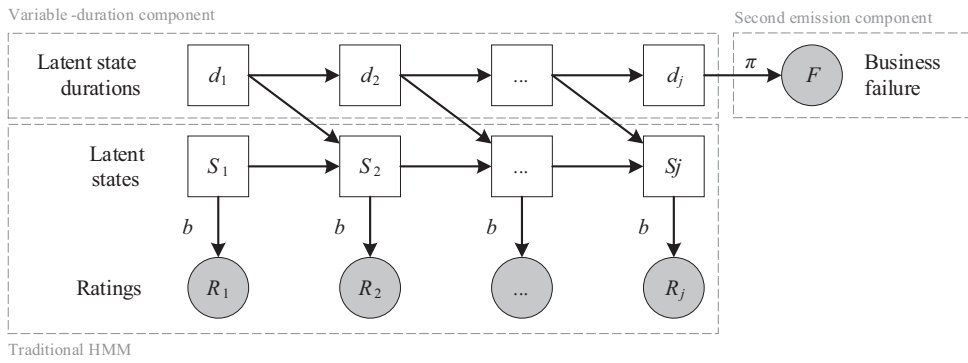 Variable -duration component
Second emission component
Latent state
durations
d1
d2
...
dj
π
F
Business
failure
Latent
states
S1
S2
...
Sj
b
b
b
b
Ratings
R1
R2
...
Rj
Traditional HMM